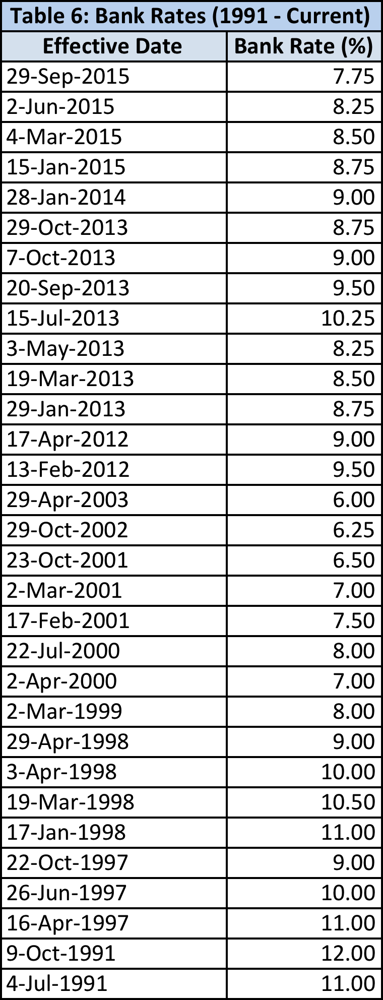 Table 6: Bank Rates (1991 - Current)
Effective Date Bank Rate (%)
29-Sep-2015 7.75
2-Jun-2015 8.25
4-Mar-2015 8.50
15-Jan-2015 8.75
28-Jan-2014 9.00
29-Oct-2013 8.75
7-Oct-2013 9.00
20-Sep-2013 9.50
15-Jul-2013 10.25
3-May-2013 8.25
19-Mar-2013 8.50
29-Jan-2013 8.75
17-Apr-2012 9.00
13-Feb-2012 9.50
29-Apr-2003 6.00
29-Oct-2002 6.25
23-Oct-2001 6.50
2-Mar-2001 7.00
17-Feb-2001 7.50
22-Jul-2000 8.00
2-Apr-2000 7.00
2-Mar-1999 8.00
29-Apr-1998 9.00
3-Apr-1998 10.00
19-Mar-1998 10.50
17-Jan-1998 11.00
22-Oct-1997 9.00
26-Jun-1997 10.00
16-Apr-1997 11.00
9-Oct-1991 12.00
4-Jul-1991 11.00